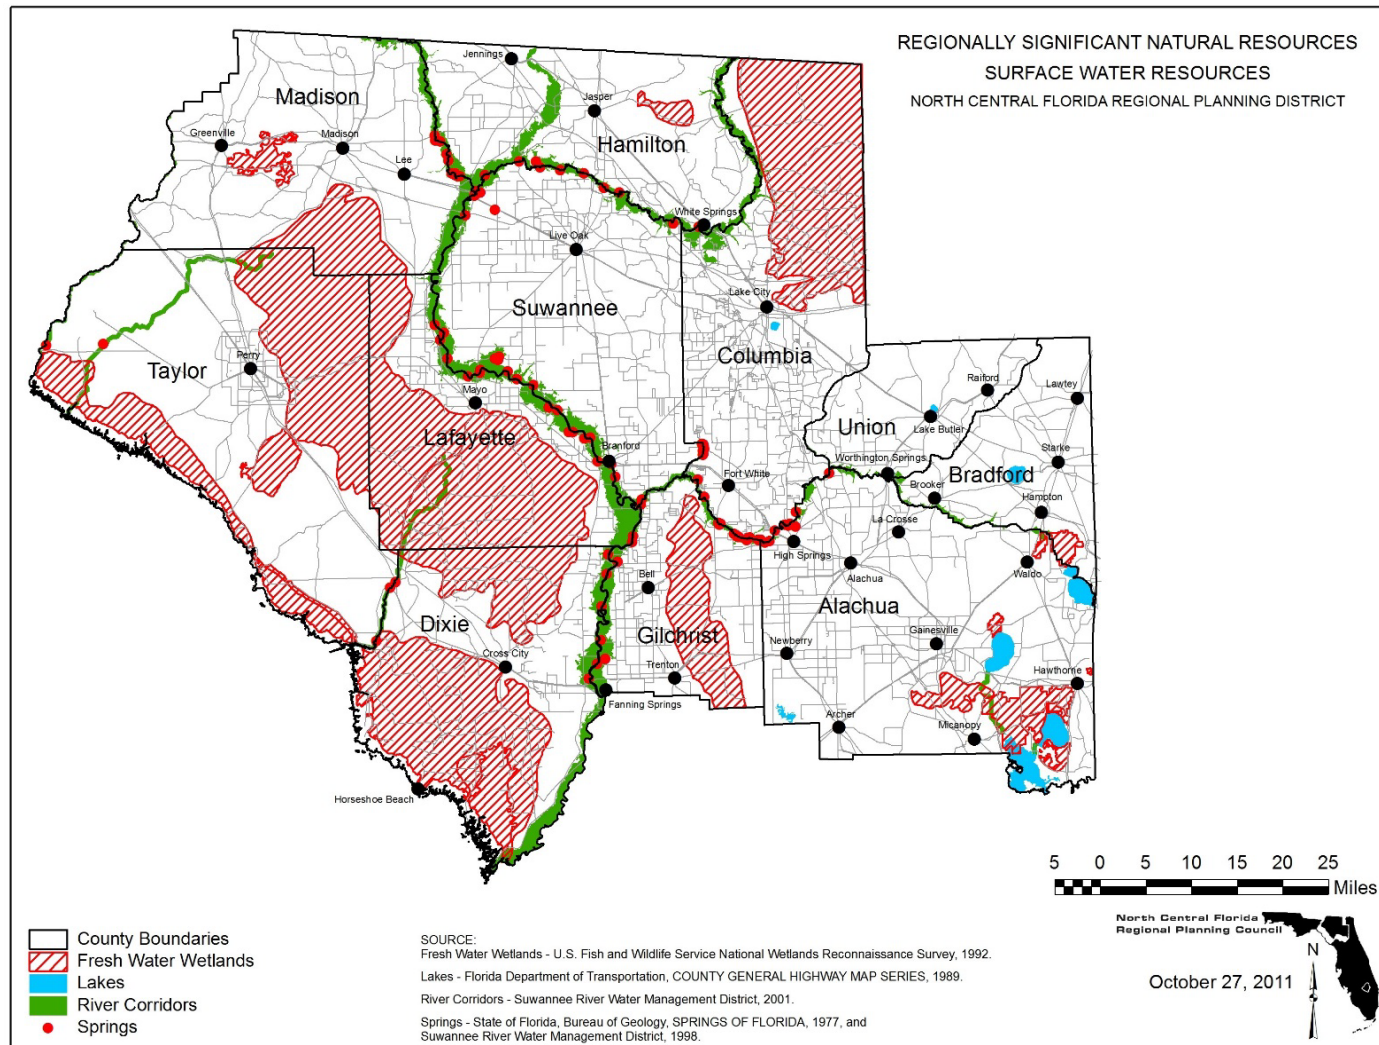 REGIONALLY SIGNIFICANT NATURAL RESOURCES
SURFACE WATER RESOURCES
NORTH CENTRAL FLORIDA REGIONAL PLANNING DISTRICT
Jennings
Madison
Jasper
Greenville
Madison
Hamilton
Lee
White Springs
Live Oak
Lake City
Suwannee
Columbia
Perry
Taylor
Raiford
Lawtey
Mayo
Union
Lake Butler
Lafayette
Branford
Starke
Worthington Springs
Fort White
Bradford
Brooker
Hampton
La Crosse
High Springs
Waldo
Bell
Alachua
Alachua
Dixie
Gilchrist
Gainesville
Newberry
Cross City
Trenton
Hawthorne
Fanning Springs
Archer
Micanopy
Horseshoe Beach
5 0 5 10 15 20 25
Miles
North Central Florida
Regional Planning Council
N
October 27, 2011
County Boundaries
Fresh Water Wetlands
Lakes
River Corridors
Springs
SOURCE:
Fresh Water Wetlands - U.S. Fish and Wildlife Service National Wetlands Reconnaissance Survey, 1992.
Lakes - Florida Department of Transportation, COUNTY GENERAL HIGHWAY MAP SERIES, 1989.
River Corridors - Suwannee River Water Management District, 2001.
Springs - State of Florida, Bureau of Geology, SPRINGS OF FLORIDA, 1977, and
Suwannee River Water Management District, 1998.